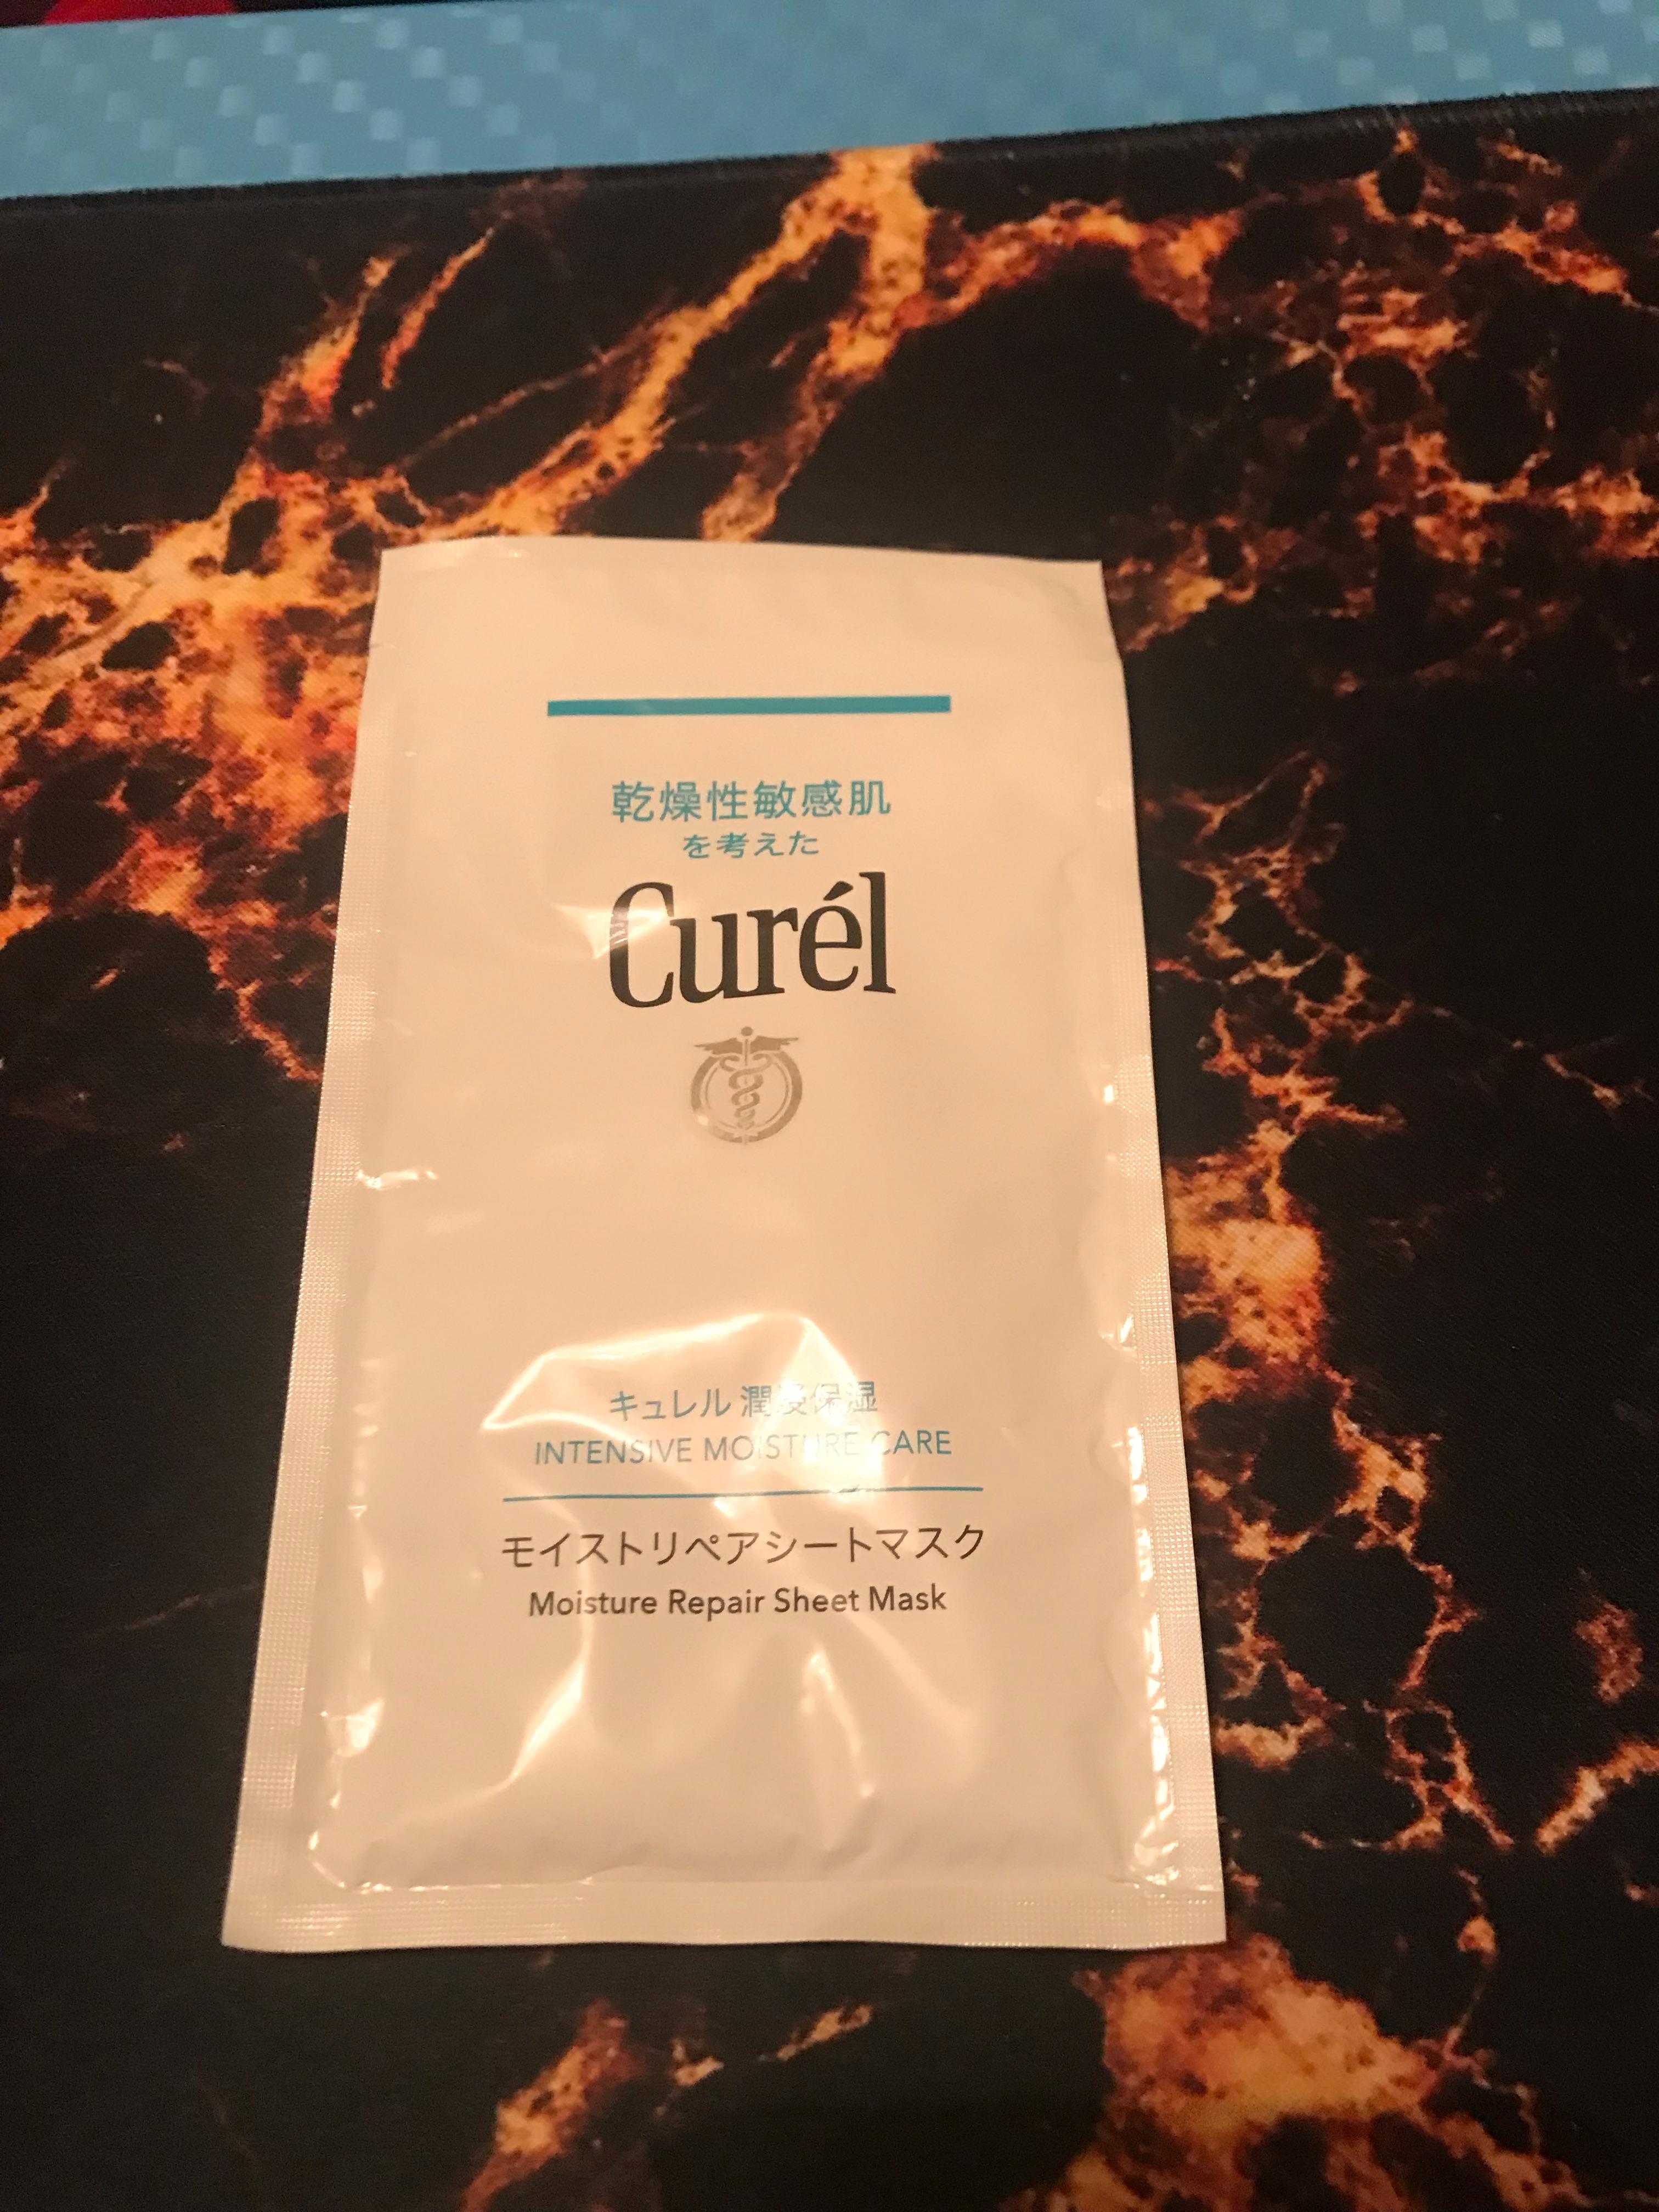 乾燥性敏感肌
を考えた
Curél
キュレル 潤浸保湿
INTENSIVE MOISTURE CARE
モイストリペアシートマスク
Moisture Repair Sheet Mask